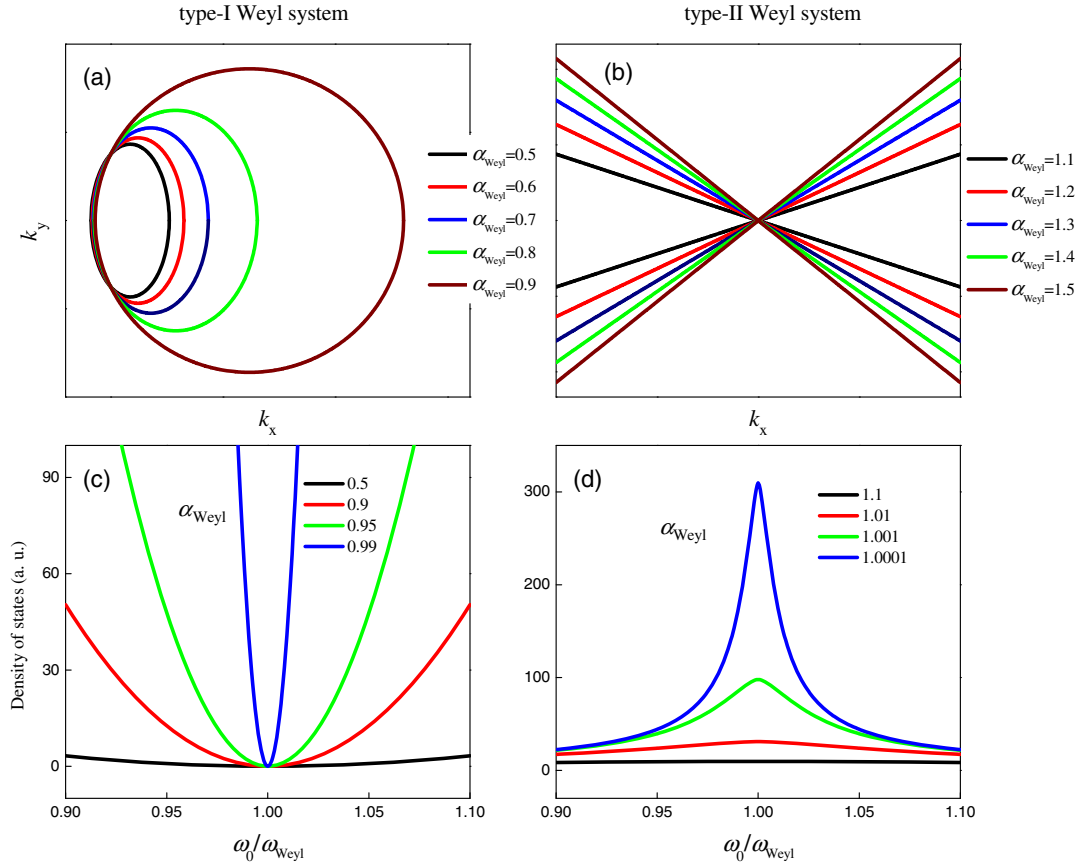 type-I Weyl system
type-II Weyl system
(a)
k_y
k_x
α_Weyl=0.5
α_Weyl=0.6
α_Weyl=0.7
α_Weyl=0.8
α_Weyl=0.9
(b)
k_x
α_Weyl=1.1
α_Weyl=1.2
α_Weyl=1.3
α_Weyl=1.4
α_Weyl=1.5
(c)
α_Weyl
0.5
0.9
0.95
0.99
Density of states (a. u.)
90
60
30
0
0.90 0.95 1.00 1.05 1.10
ω_0/ω_Weyl
(d)
α_Weyl
1.1
1.01
1.001
1.0001
300
200
100
0
0.90 0.95 1.00 1.05 1.10
ω_0/ω_Weyl